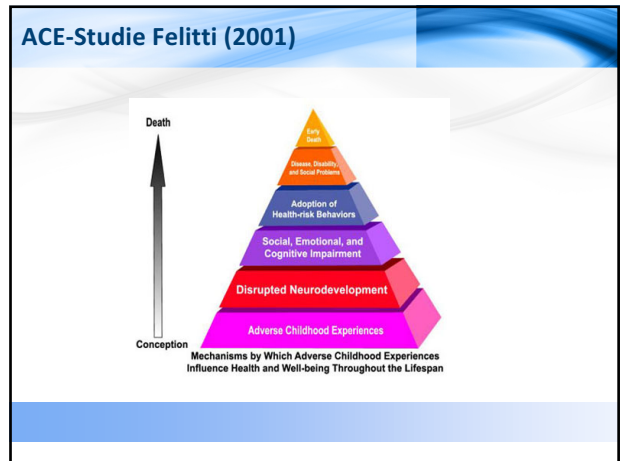 ACE-Studie Felitti (2001)
Death
Early
Death
Disease, Disability,
and Social Problems
Adoption of
Health-risk Behaviors
Social, Emotional, and
Cognitive Impairment
Disrupted Neurodevelopment
Adverse Childhood Experiences
Conception
Mechanisms by Which Adverse Childhood Experiences
Influence Health and Well-being Throughout the Lifespan